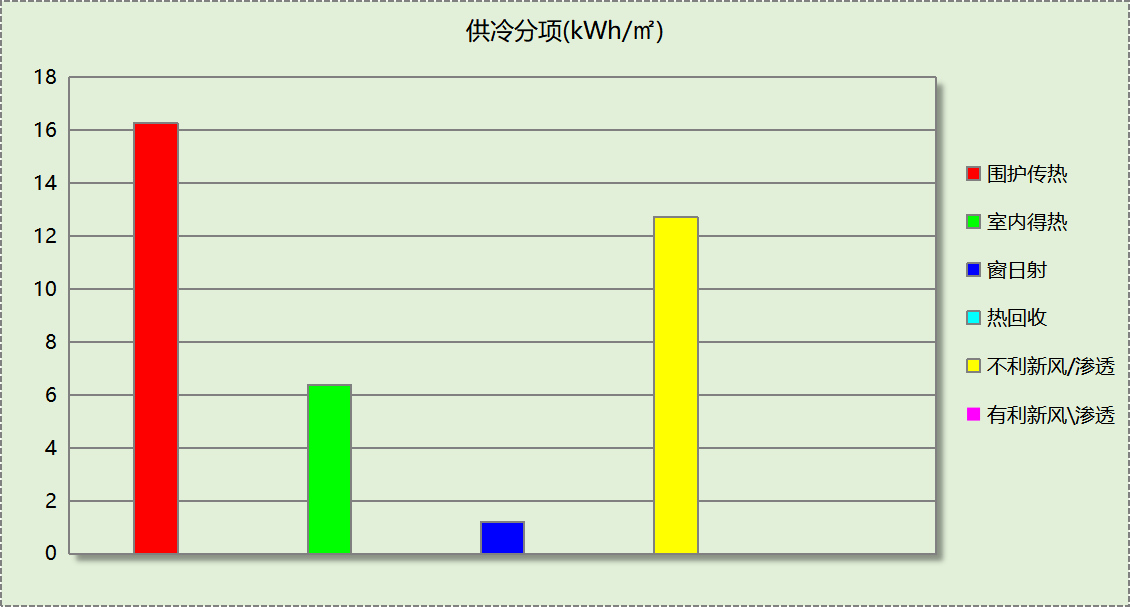 供冷分项(kWh/㎡)
18
16
14
12
10
8
6
4
2
0
围护传热
室内得热
窗日射
热回收
不利新风/渗透
有利新风\渗透